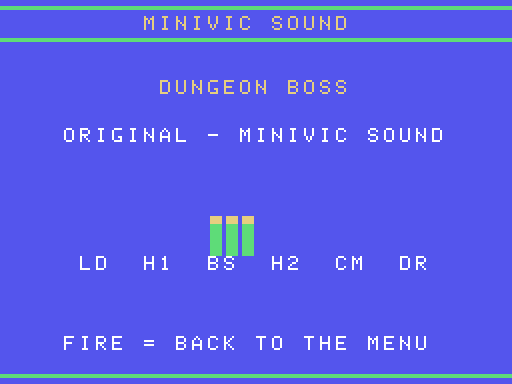 MINIVIC SOUND
DUNGEON BOSS
ORIGINAL - MINIVIC SOUND
LD H1 BS H2 CM DR
FIRE = BACK TO THE MENU